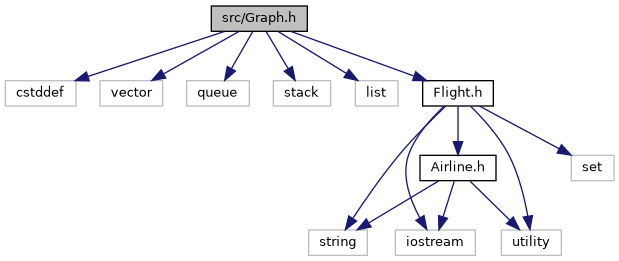 src/Graph.h
cstddef
vector
queue
stack
list
Flight.h
Airline.h
set
string
iostream
utility